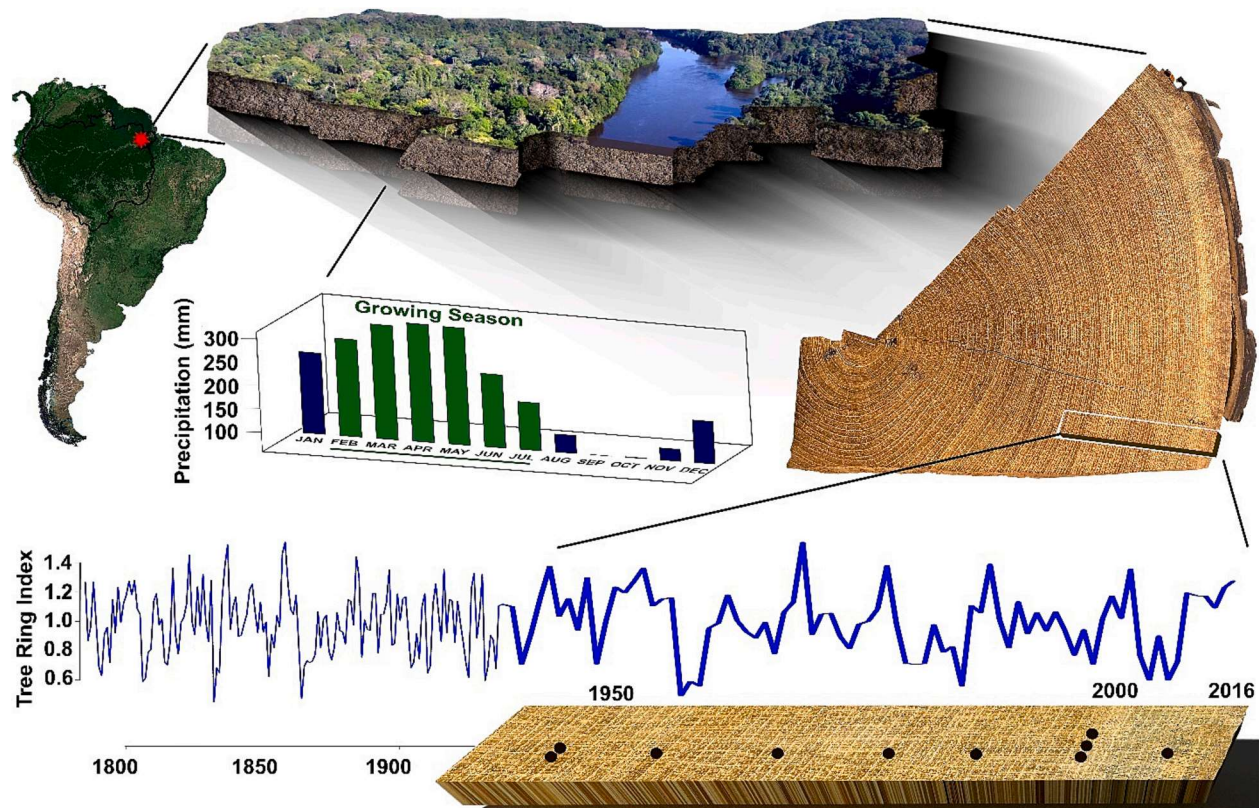 Growing Season
Precipitation (mm)
300
250
200
150
100
JAN FEB MAR APR MAY JUN JUL AUG SEP OCT NOV DEC
Tree Ring Index
1.4
1.2
1.0
0.8
0.6
1950 2000 2016
1800 1850 1900